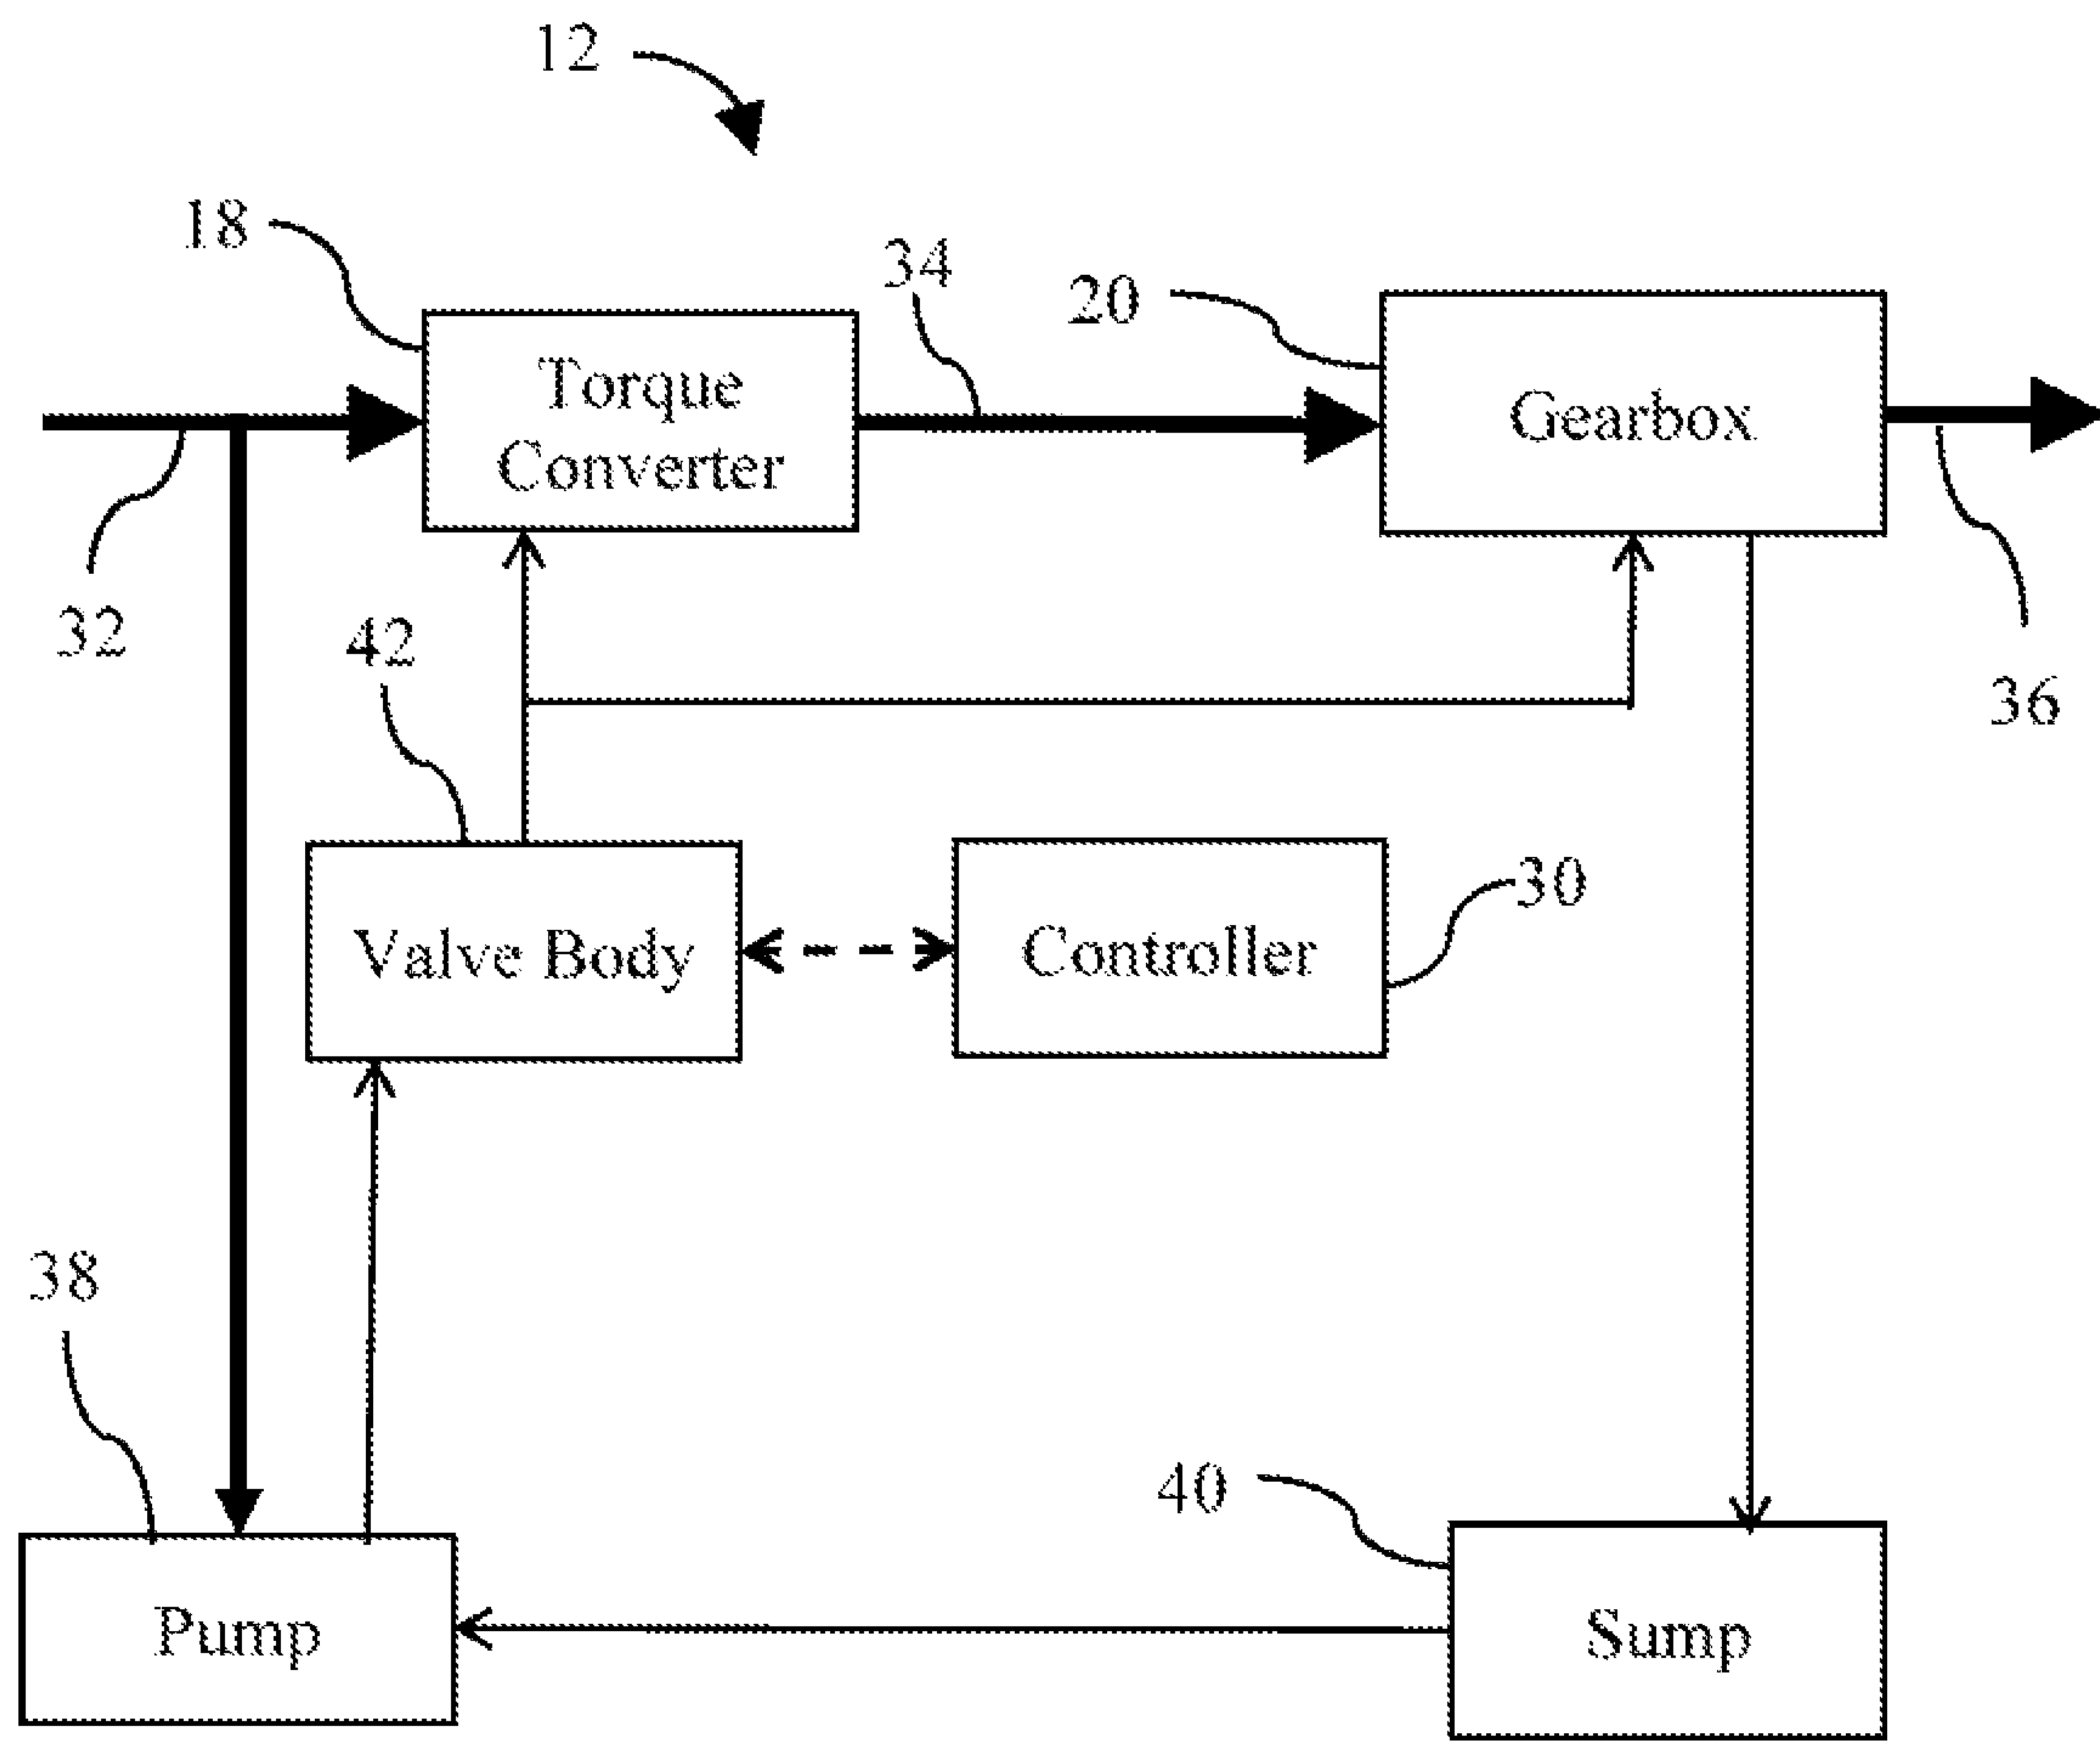 12
18
34
20
Torque
Converter
Gearbox
32
42
36
30
Valve Body
Controller
38
40
Pump
Sump